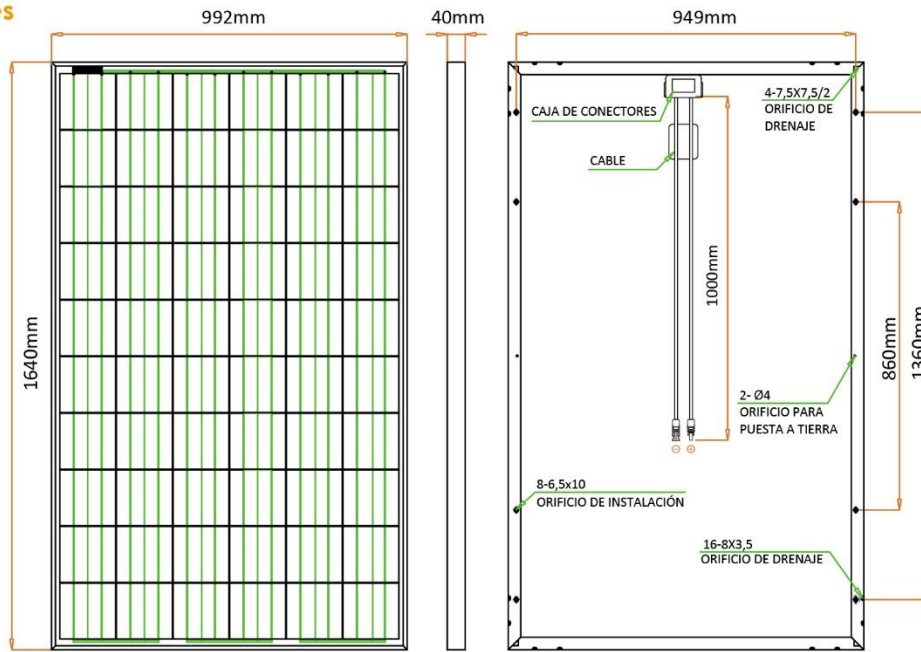 es
992mm
40mm
949mm
1640mm
CAJA DE CONECTORES
CABLE
1000mm
4-7,5X7,5/2
ORIFICIO DE
DRENAJE
860mm
1360mm
2- Ø4
ORIFICIO PARA
PUESTA A TIERRA
8-6,5x10
ORIFICIO DE INSTALACIÓN
16-8X3,5
ORIFICIO DE DRENAJE